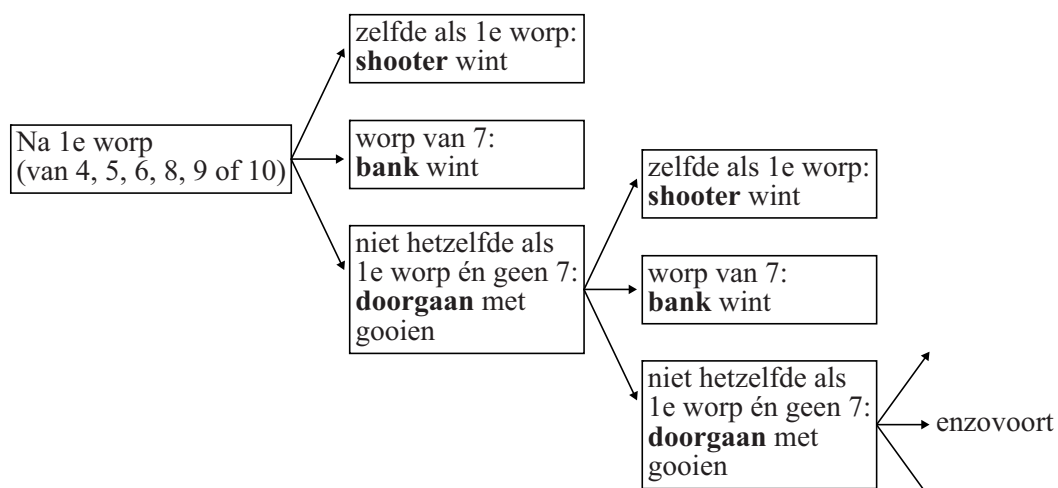 zelfde als 1e worp:
shooter wint
Na 1e worp
(van 4, 5, 6, 8, 9 of 10)
worp van 7:
bank wint
niet hetzelfde als
1e worp én geen 7:
doorgaan met
gooien
zelfde als 1e worp:
shooter wint
worp van 7:
bank wint
niet hetzelfde als
1e worp én geen 7:
doorgaan met
gooien
enzovoort